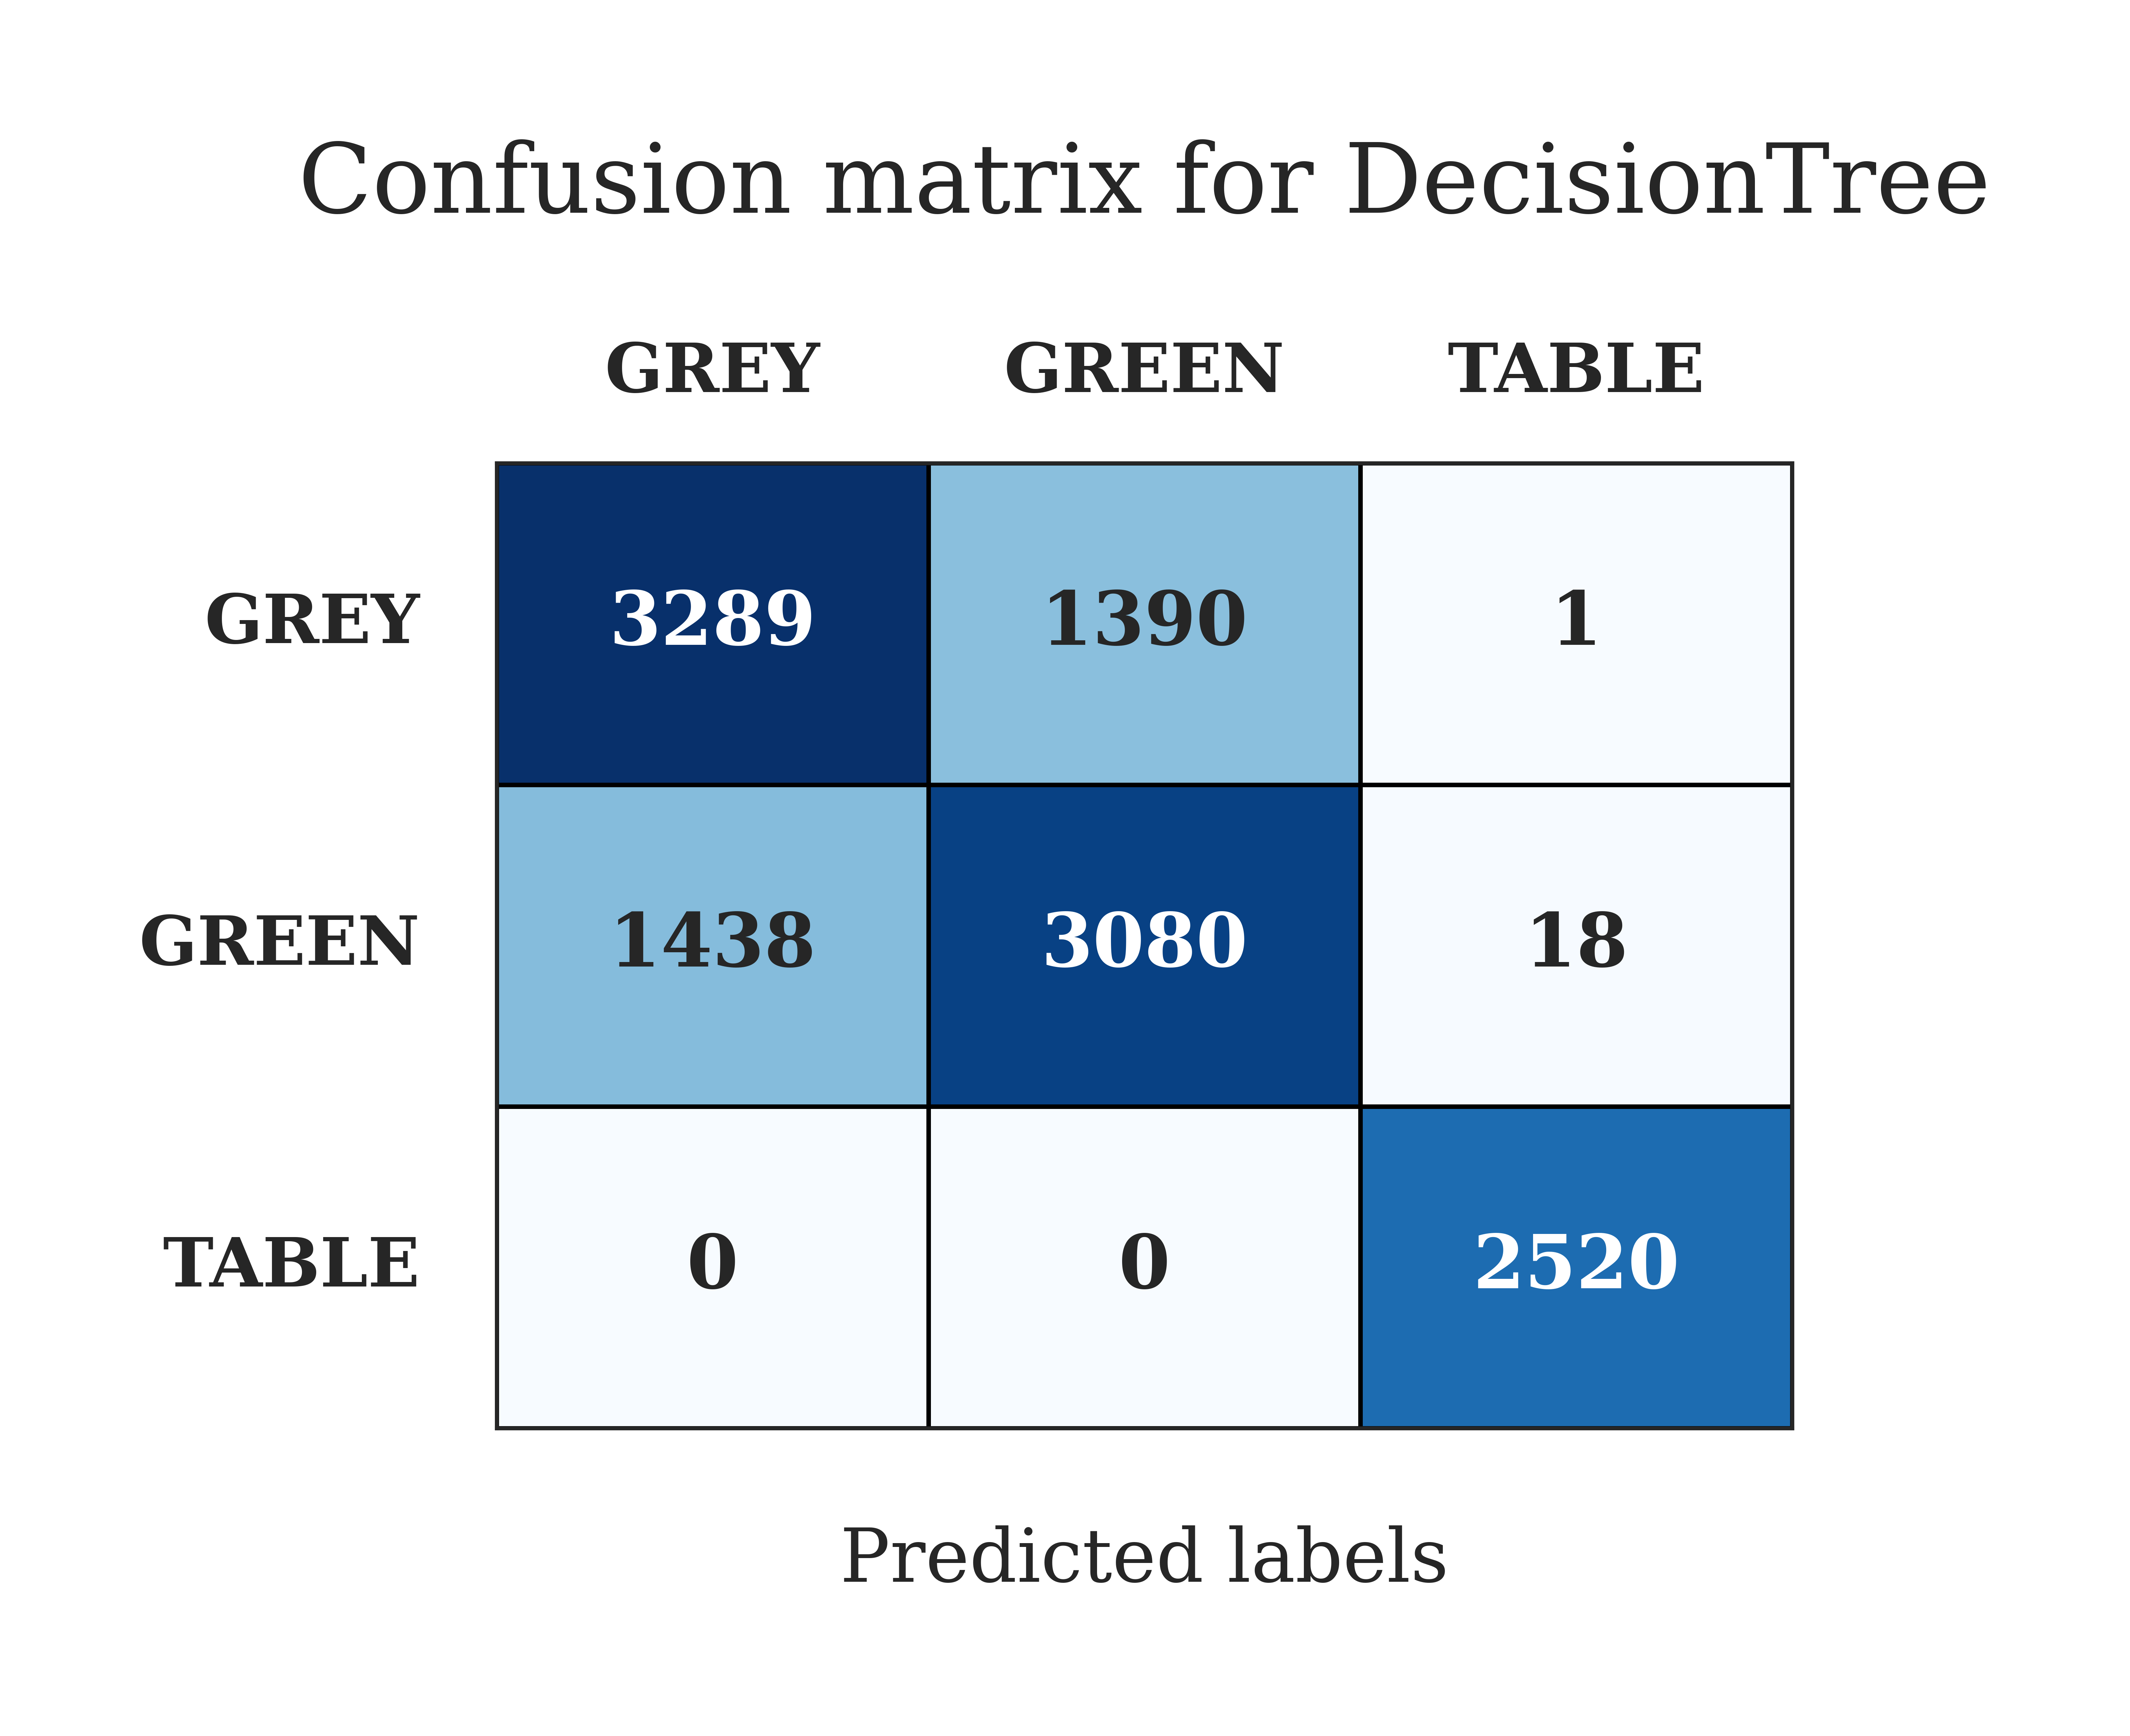 Confusion matrix for DecisionTree
GREY GREEN TABLE
GREY 3289 1390 1
GREEN 1438 3080 18
TABLE 0 0 2520
Predicted labels